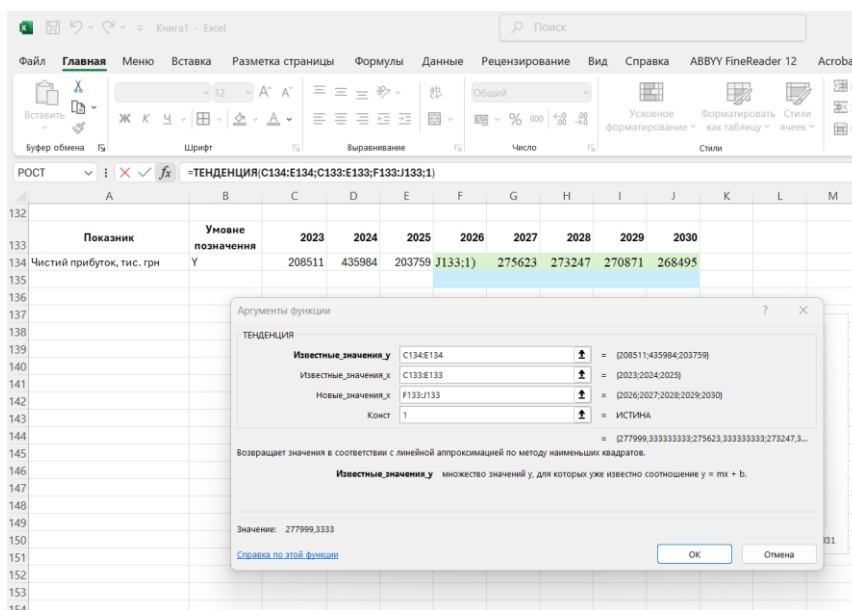 Книга1 – Excel
Поиск
Файл Главная Меню Вставка Разметка страницы Формулы Данные Рецензирование Вид Справка ABBYY FineReader 12 Acroba
Вставить
12
Ж К Ч
Общий
% 000
Условное форматирование
Форматировать как таблицу
Стили ячеек
Буфер обмена Шрифт Выравнивание Число Стили
РОСТ fx =ТЕНДЕНЦИЯ(C134:E134;C133:E133;F133:J133;1)
A B C D E F G H I J K L M
132
133 Показник Умовне позначення 2023 2024 2025 2026 2027 2028 2029 2030
134 Чистий прибуток, тис. грн Y 208511 435984 203759 J133;1) 275623 273247 270871 268495
135
136
137 Аргументы функции ? ×
138 ТЕНДЕНЦИЯ
139 Известные_значения_y C134:E134 = {208511;435984;203759}
140 Известные_значения_x C133:E133 = {2023;2024;2025}
141 Новые_значения_x F133:J133 = {2026;2027;2028;2029;2030}
142 Конст 1 = ИСТИНА
143
144 = {277999,333333333;275623,333333333;273247,3...
145 Возвращает значения в соответствии с линейной аппроксимацией по методу наименьших квадратов.
146 Известные_значения_y множество значений y, для которых уже известно соотношение y = mx + b.
147
148
149 Значение: 277999,3333
150 031
151 Справка по этой функции ОК Отмена
152
153
154